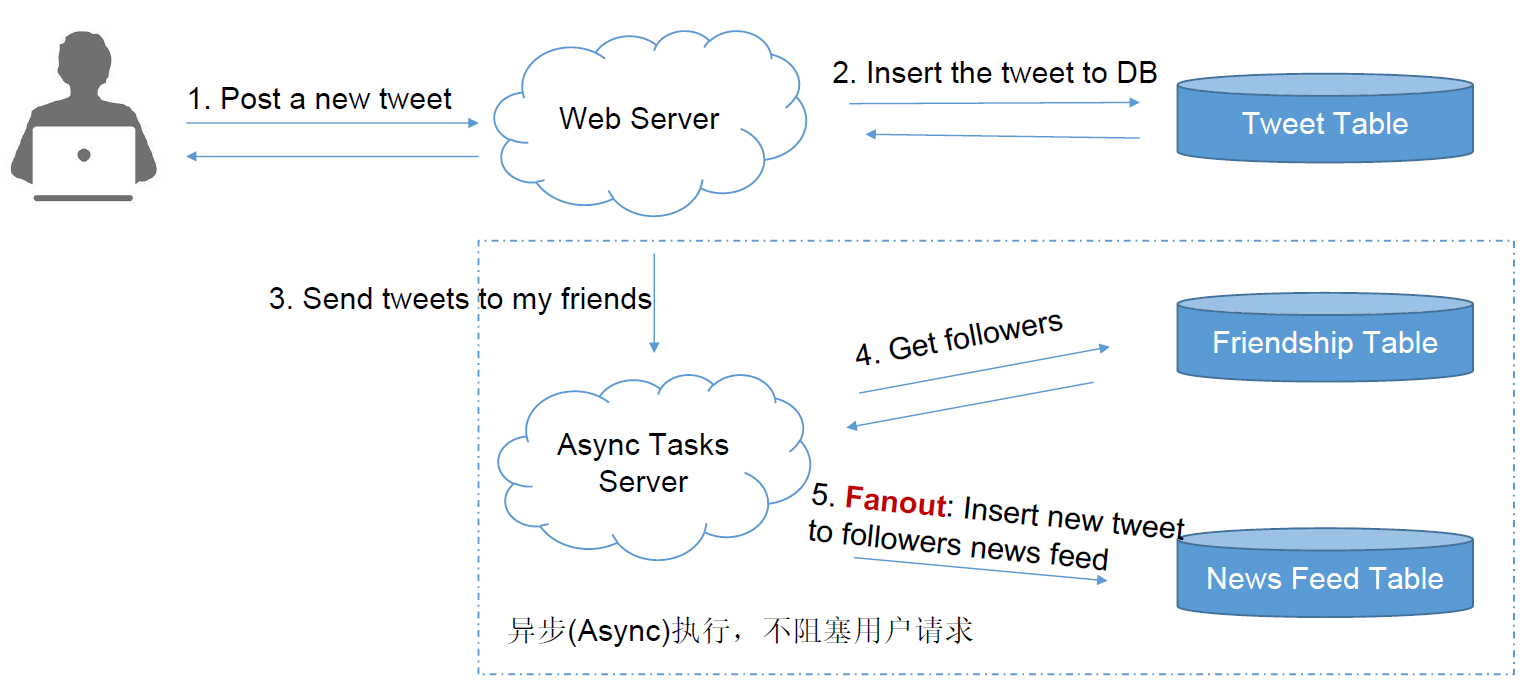 1. Post a new tweet
Web Server
2. Insert the tweet to DB
Tweet Table
3. Send tweets to my friends
4. Get followers
Friendship Table
Async Tasks
Server
5. Fanout: Insert new tweet
to followers news feed
News Feed Table
异步(Async)执行，不阻塞用户请求